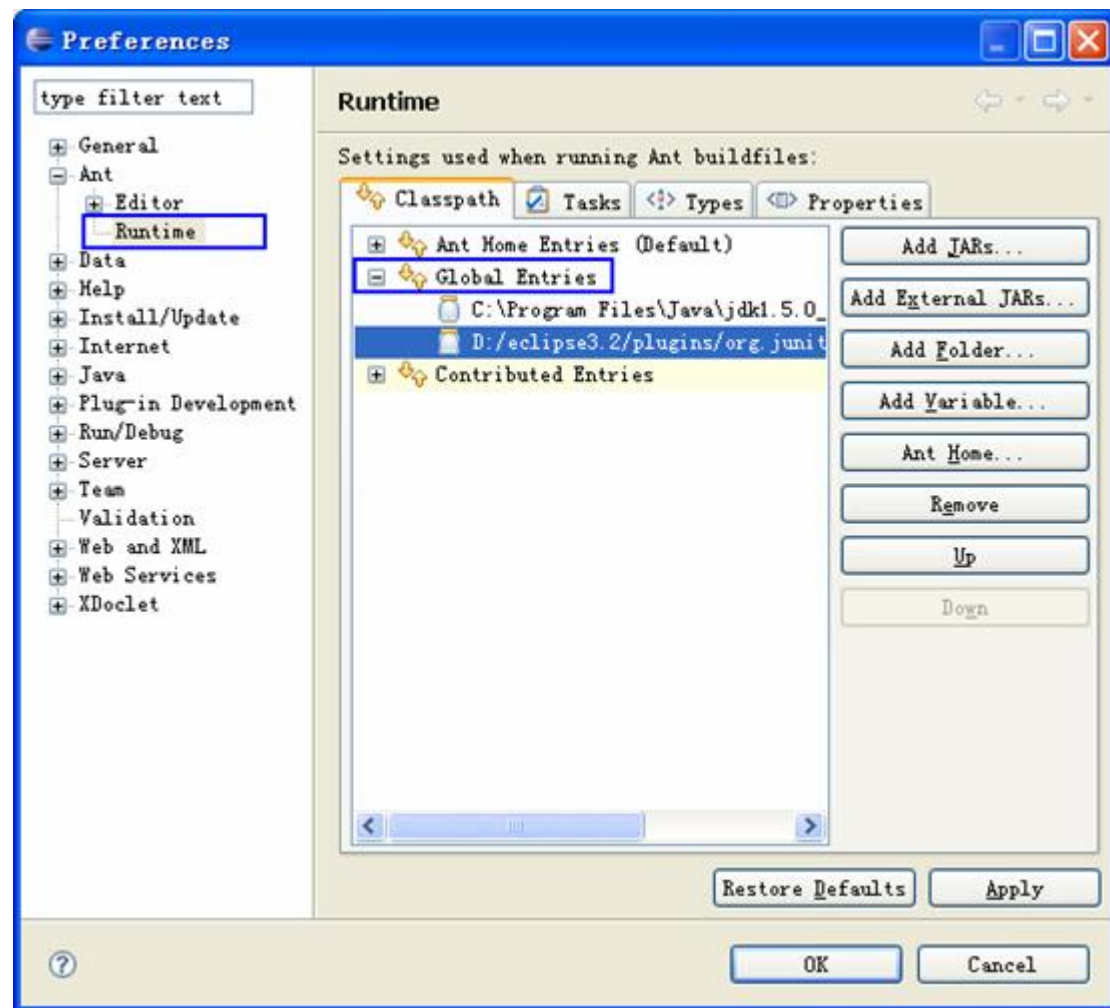 Preferences
type filter text
General
Ant
Editor
Runtime
Data
Help
Install/Update
Internet
Java
Plug-in Development
Run/Debug
Server
Team
Validation
Web and XML
Web Services
XDoclet
Runtime
Settings used when running Ant buildfiles:
Classpath Tasks Types Properties
Ant Home Entries (Default)
Global Entries
C:\Program Files\Java\jdk1.5.0_
D:/eclipse3.2/plugins/org.junit
Contributed Entries
Add JARs...
Add External JARs...
Add Folder...
Add Variable...
Ant Home...
Remove
Up
Down
Restore Defaults Apply
OK Cancel